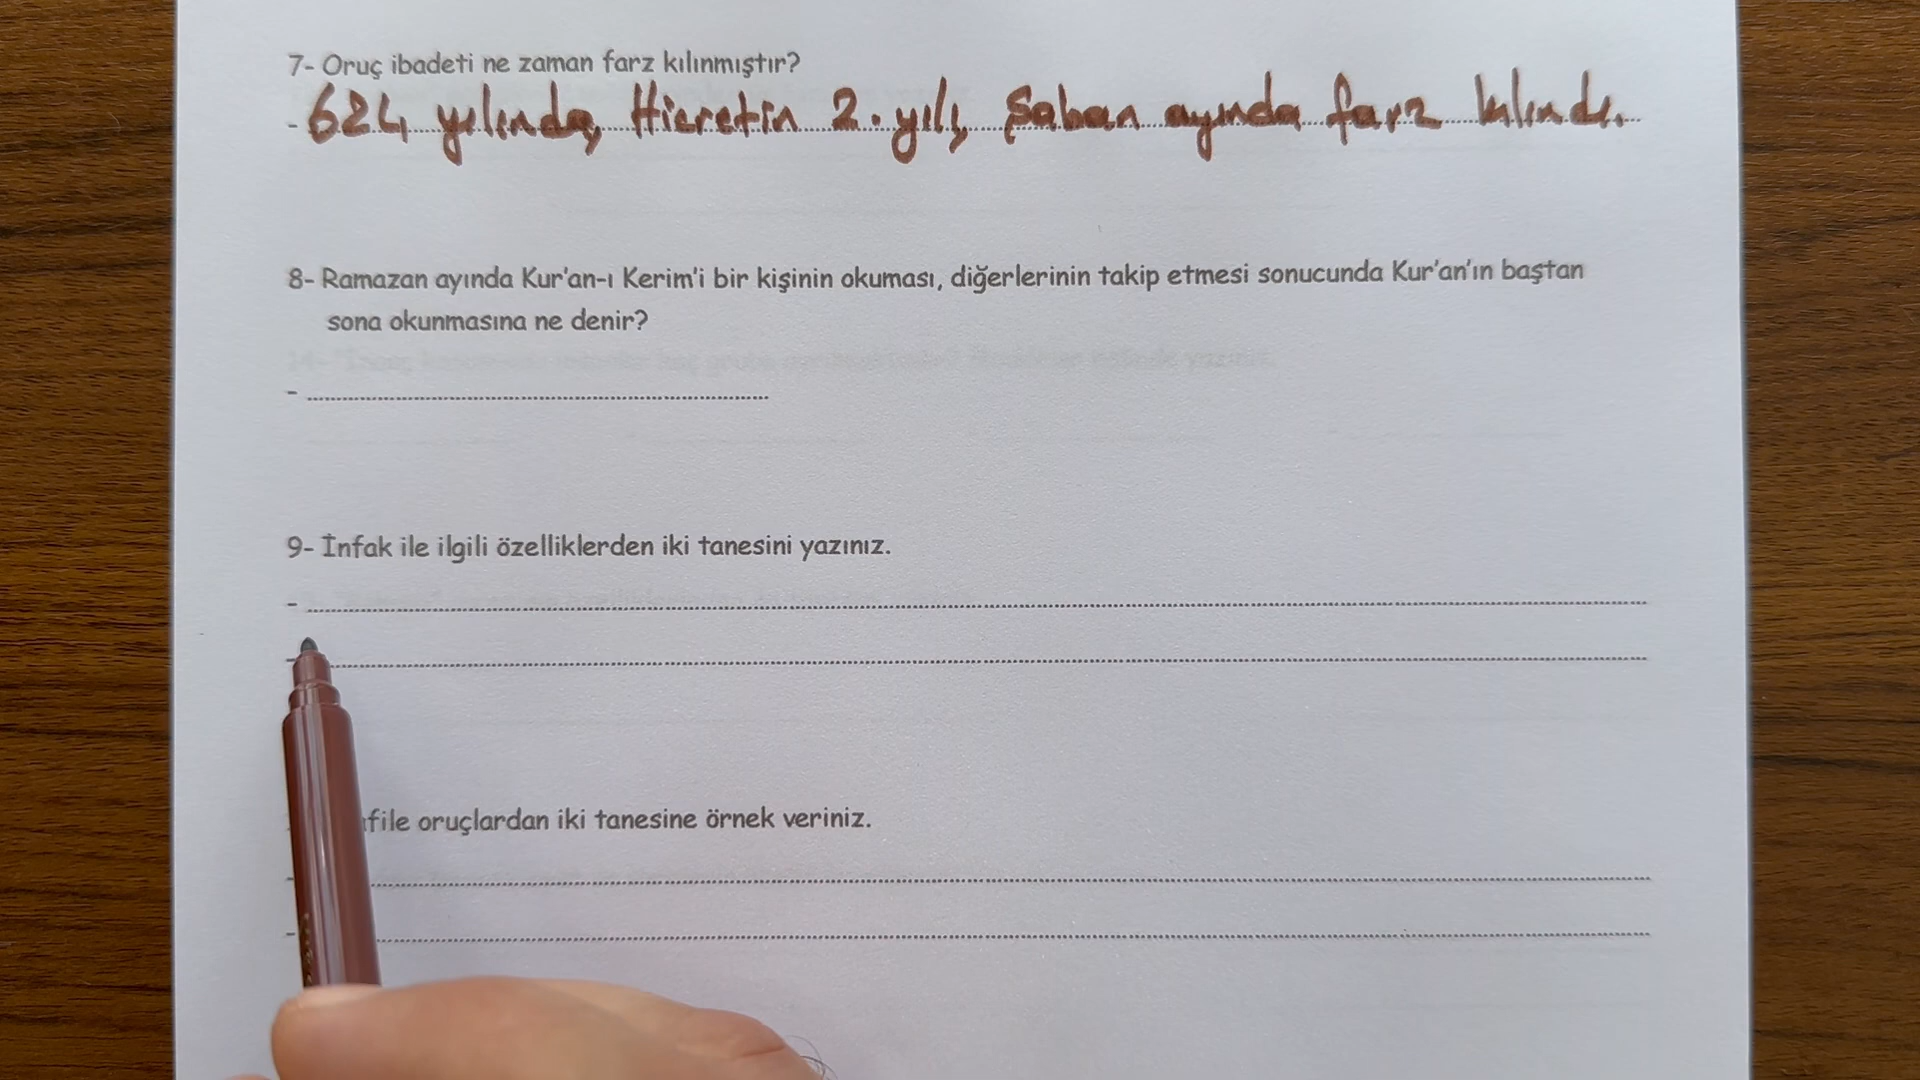 7- Oruç ibadeti ne zaman farz kılınmıştır?
- 624 yılında, Hicretin 2. yılı, Şaban ayında farz kılındı.
8- Ramazan ayında Kur'an-ı Kerim'i bir kişinin okuması, diğerlerinin takip etmesi sonucunda Kur'an'ın baştan
sona okunmasına ne denir?
-
9- İnfak ile ilgili özelliklerden iki tanesini yazınız.
-
-
oruçlardan iki tanesine örnek veriniz.
-
-